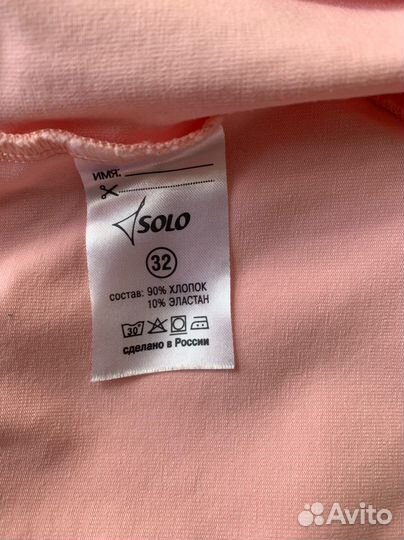 ИМЯ:
SOLO
32
состав: 90% ХЛОПОК
10% ЭЛАСТАН
30°
сделано в России
Avito